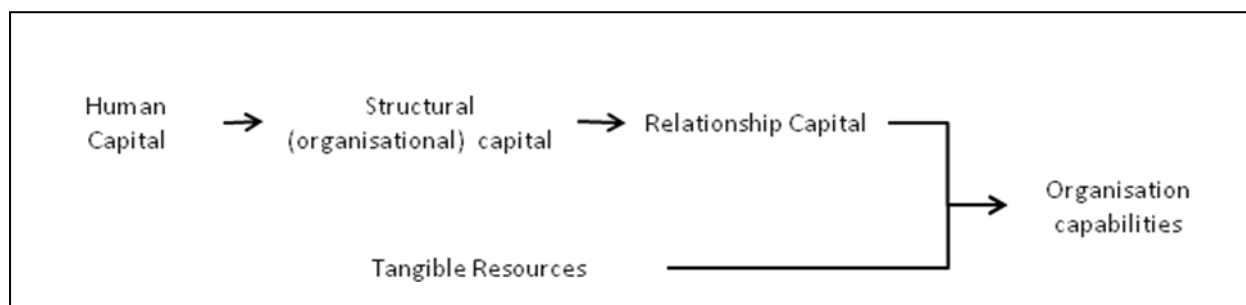 Human
Capital
Structural
(organisational) capital
Relationship Capital
Organisation
capabilities
Tangible Resources